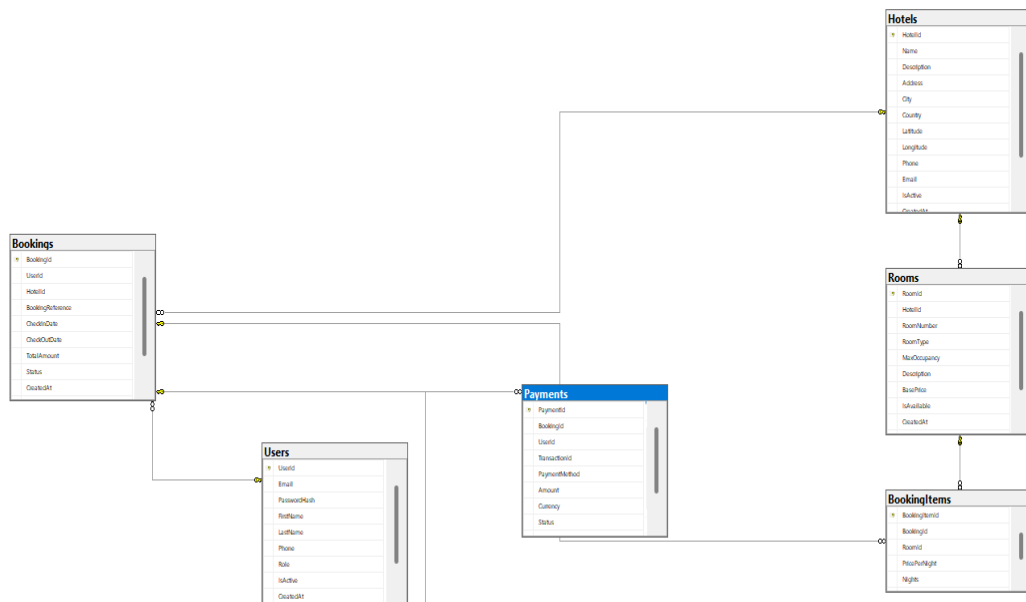 Hotels
HotelId
Name
Description
Address
City
Country
Latitude
Longitude
Phone
Email
IsActive
CreatedAt
Bookings
BookingId
UserId
HotelId
BookingReference
CheckInDate
CheckOutDate
TotalAmount
Status
CreatedAt
Rooms
RoomId
HotelId
RoomNumber
RoomType
MaxOccupancy
Description
BasePrice
IsAvailable
CreatedAt
Payments
PaymentId
BookingId
UserId
TransactionId
PaymentMethod
Amount
Currency
Status
Users
UserId
Email
PasswordHash
FirstName
LastName
Phone
Role
IsActive
CreatedAt
BookingItems
BookingItemId
BookingId
RoomId
PricePerNight
Nights